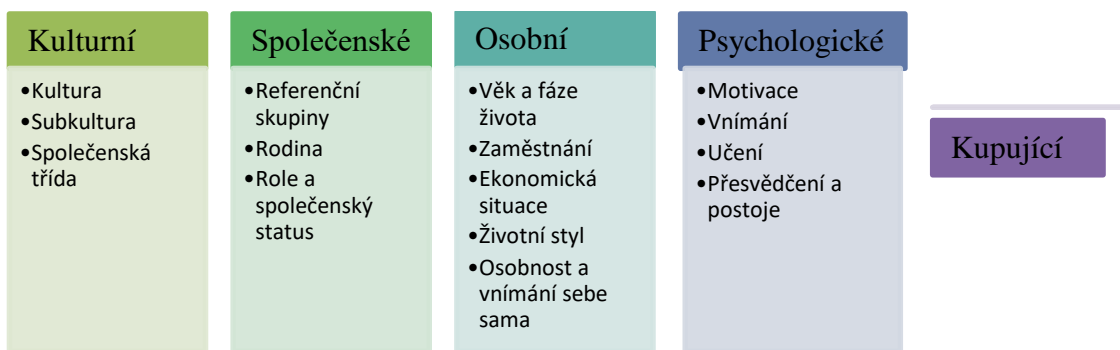 Kulturní
•Kultura
•Subkultura
•Společenská
třída
Společenské
•Referenční
skupiny
•Rodina
•Role a
společenský
status
Osobní
•Věk a fáze
života
•Zaměstnání
•Ekonomická
situace
•Životní styl
•Osobnost a
vnímání sebe
sama
Psychologické
•Motivace
•Vnímání
•Učení
•Přesvědčení a
postoje
Kupující